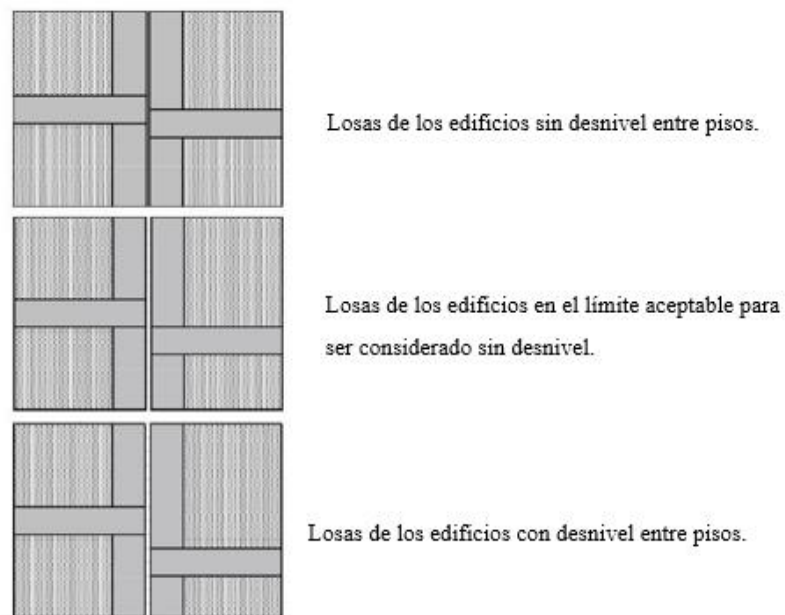 Losas de los edificios sin desnivel entre pisos.
Losas de los edificios en el límite aceptable para
ser considerado sin desnivel.
Losas de los edificios con desnivel entre pisos.